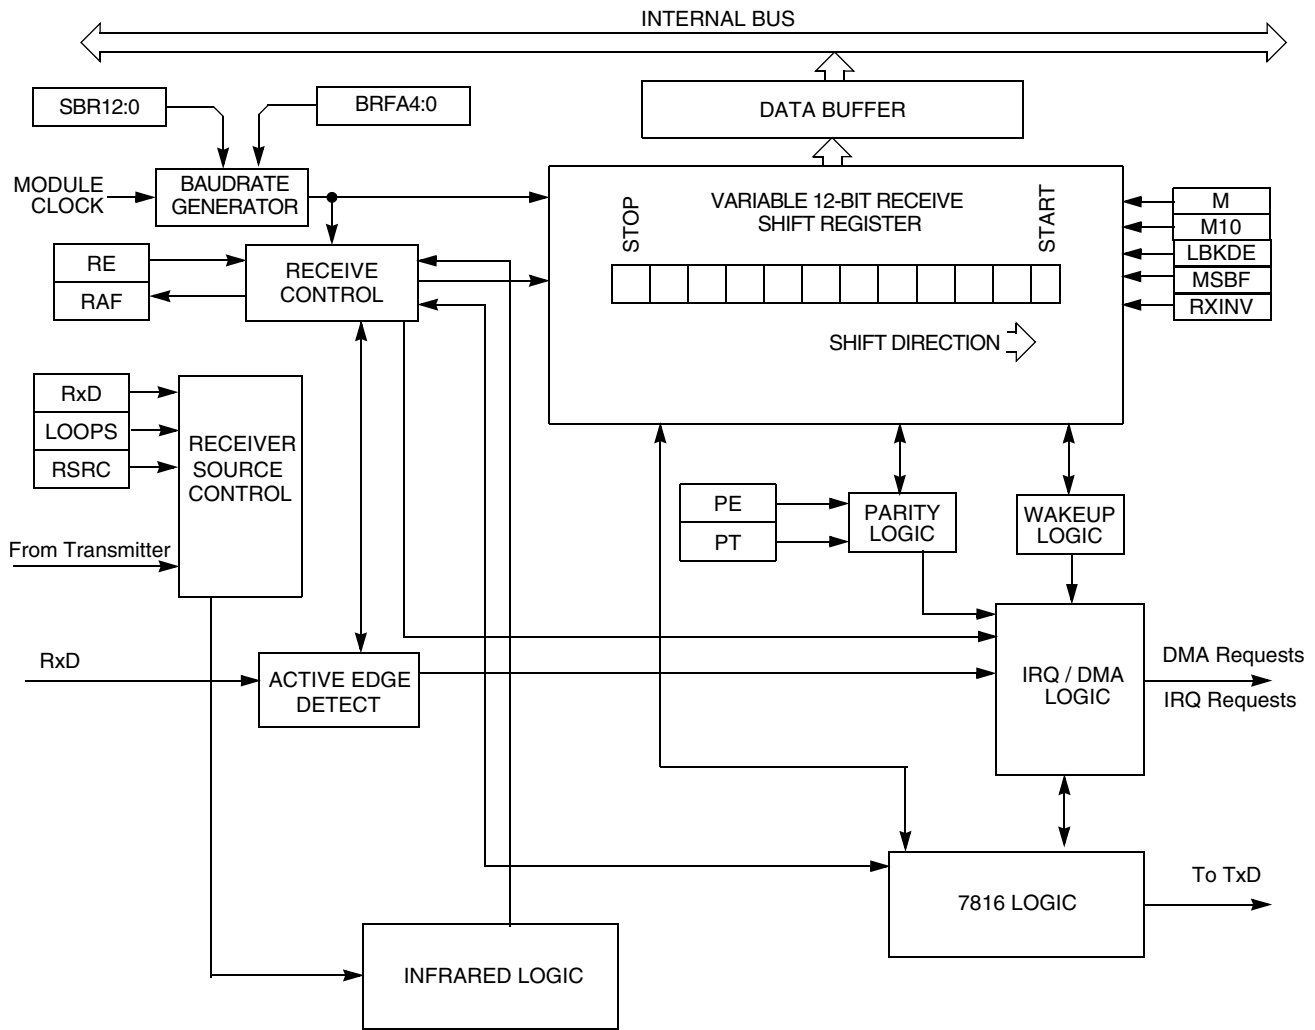 INTERNAL BUS
SBR12:0
BRFA4:0
DATA BUFFER
MODULE
CLOCK
BAUDRATE
GENERATOR
VARIABLE 12-BIT RECEIVE
SHIFT REGISTER
STOP
START
M
M10
LBKDE
MSBF
RXINV
RE
RAF
RECEIVE
CONTROL
SHIFT DIRECTION
RxD
LOOPS
RSRC
RECEIVER
SOURCE
CONTROL
From Transmitter
PE
PT
PARITY
LOGIC
WAKEUP
LOGIC
RxD
ACTIVE EDGE
DETECT
IRQ / DMA
LOGIC
DMA Requests
IRQ Requests
7816 LOGIC
To TxD
INFRARED LOGIC